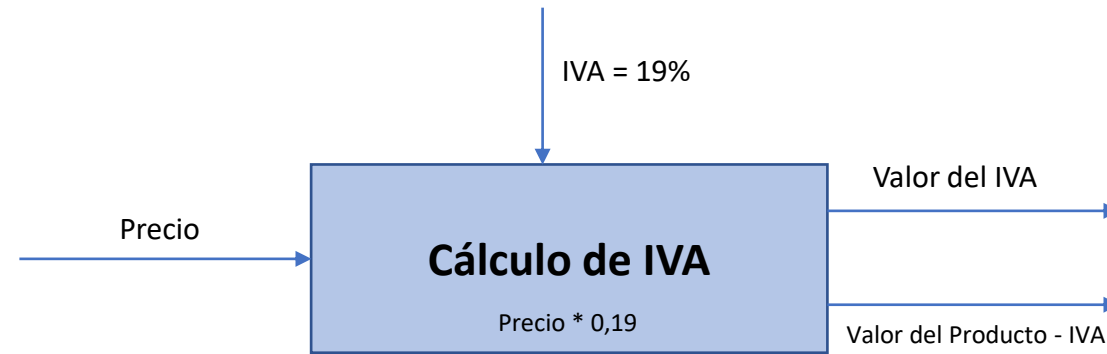 IVA = 19%
Precio
Cálculo de IVA
Precio * 0,19
Valor del IVA
Valor del Producto - IVA